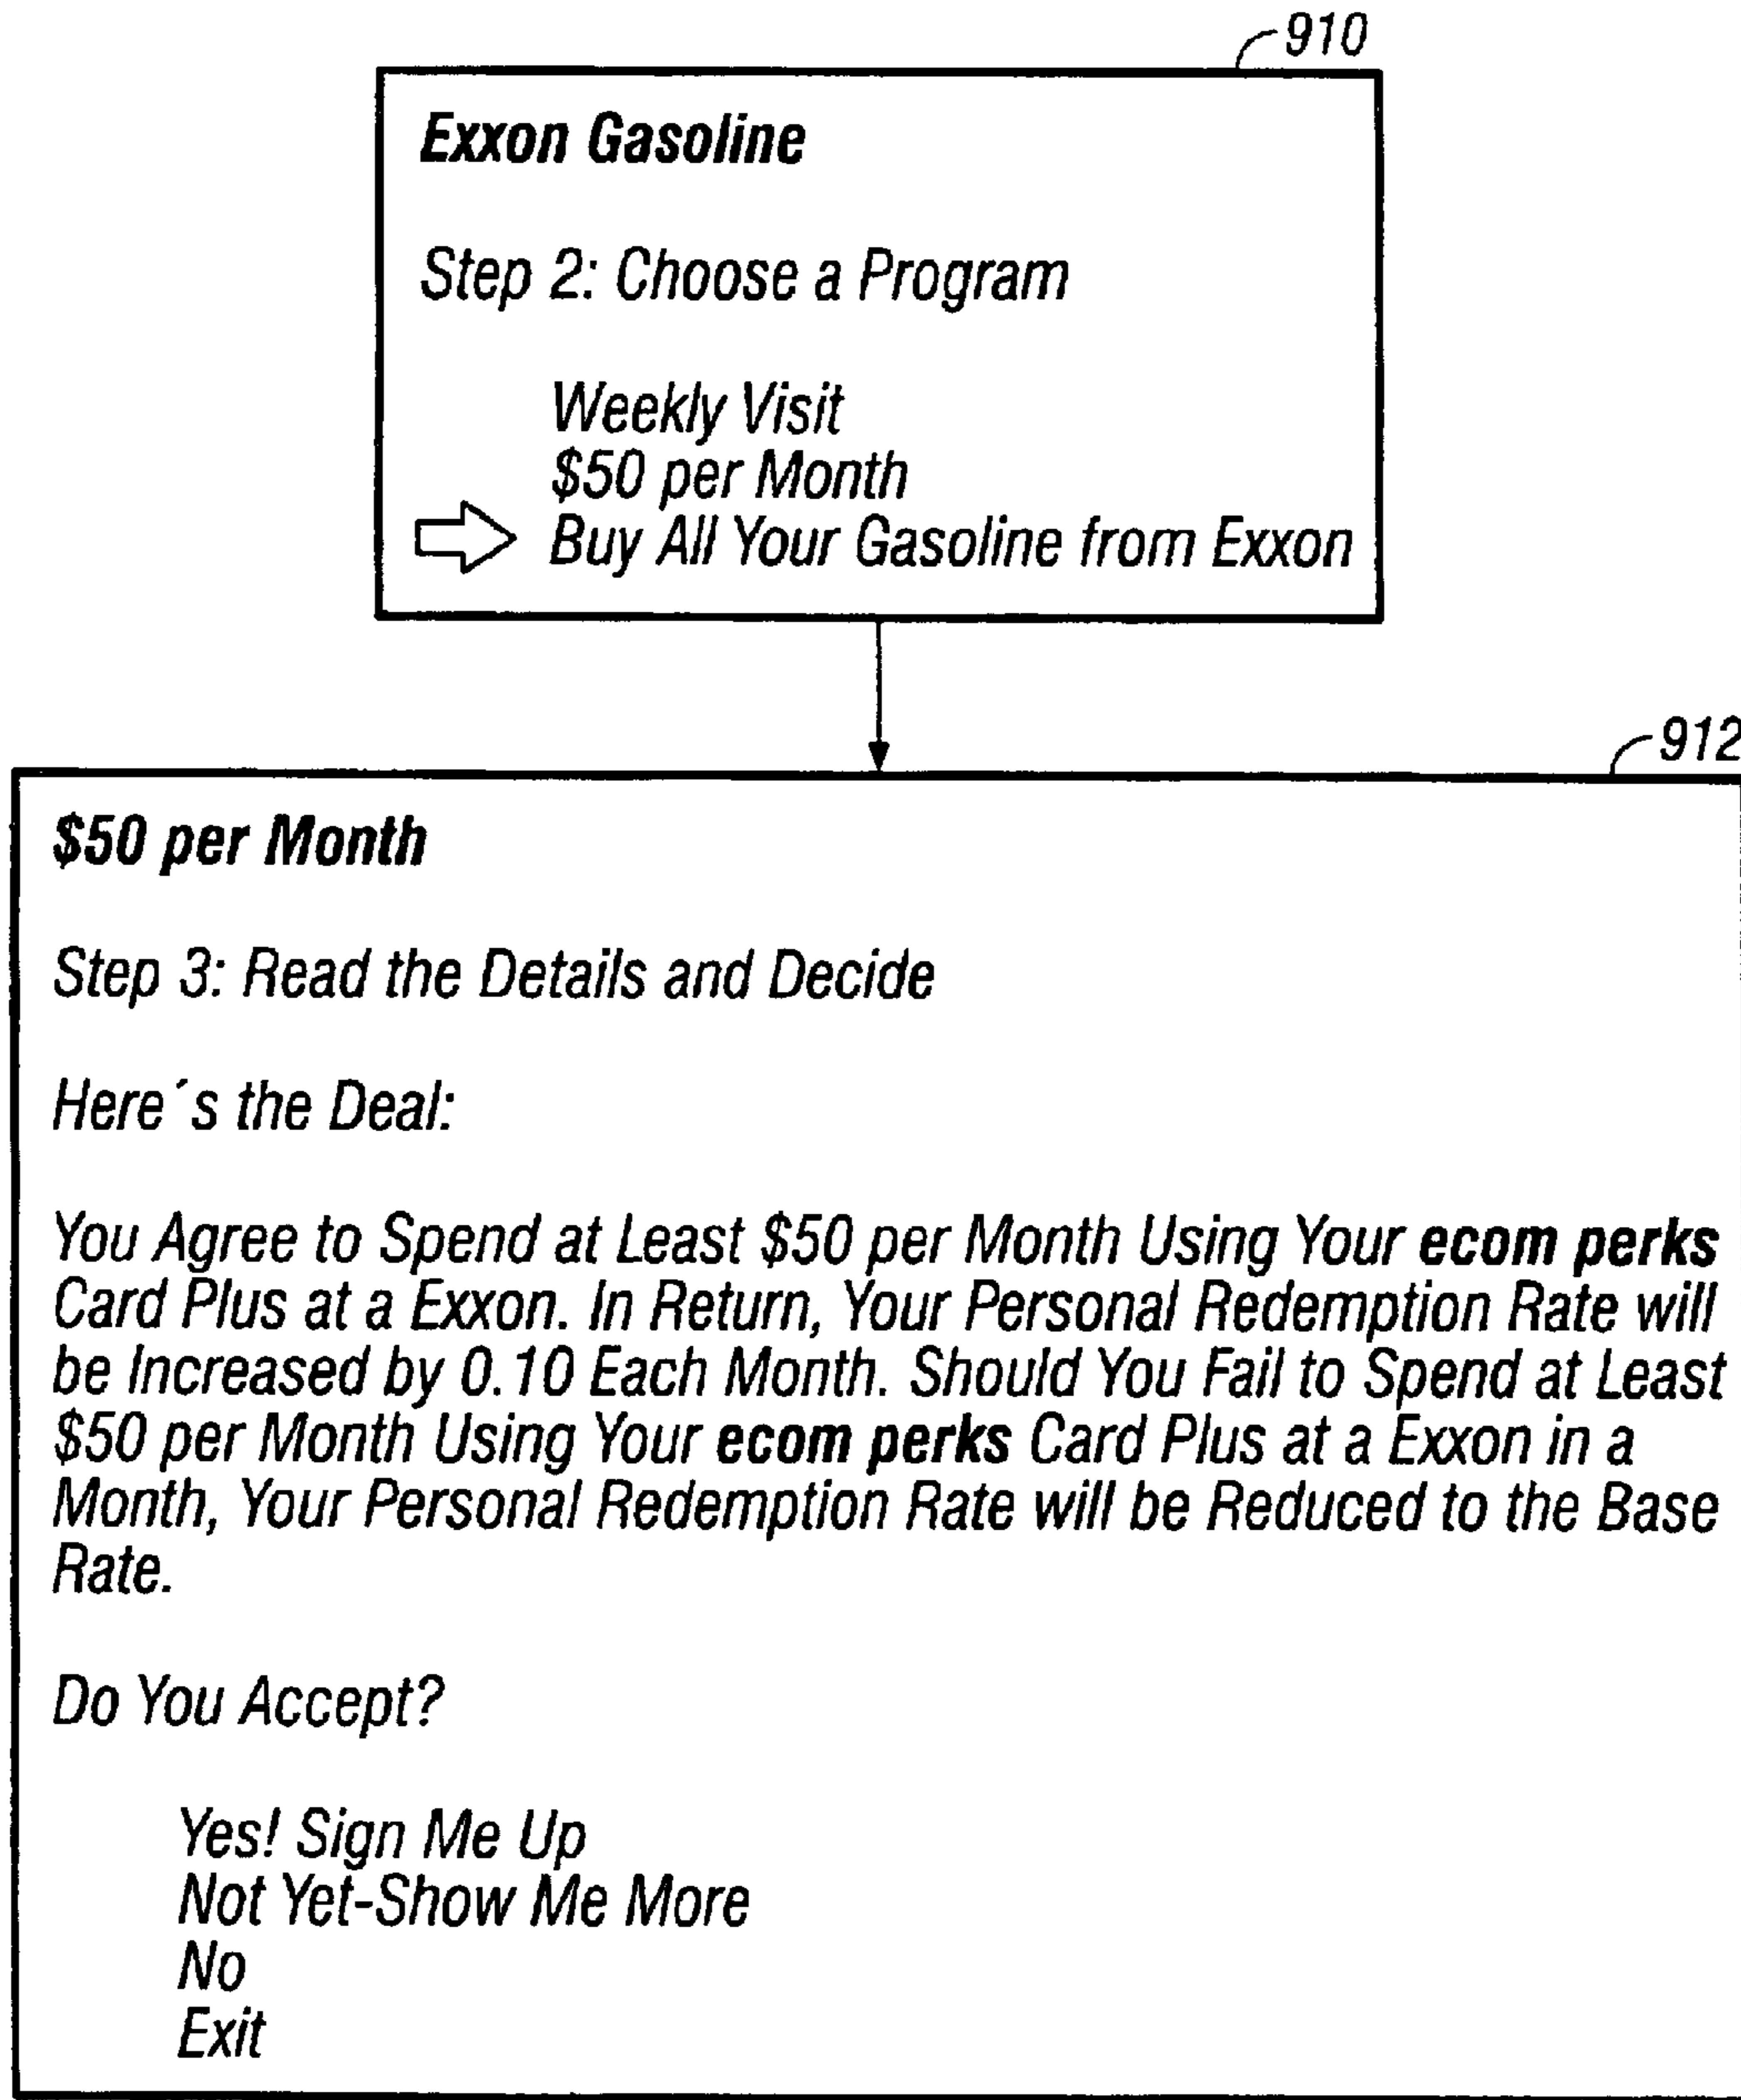 910
Exxon Gasoline
Step 2: Choose a Program
Weekly Visit
$50 per Month
Buy All Your Gasoline from Exxon
912
$50 per Month
Step 3: Read the Details and Decide
Here´s the Deal:
You Agree to Spend at Least $50 per Month Using Your ecom perks
Card Plus at a Exxon. In Return, Your Personal Redemption Rate will
be Increased by 0.10 Each Month. Should You Fail to Spend at Least
$50 per Month Using Your ecom perks Card Plus at a Exxon in a
Month, Your Personal Redemption Rate will be Reduced to the Base
Rate.
Do You Accept?
Yes! Sign Me Up
Not Yet-Show Me More
No
Exit